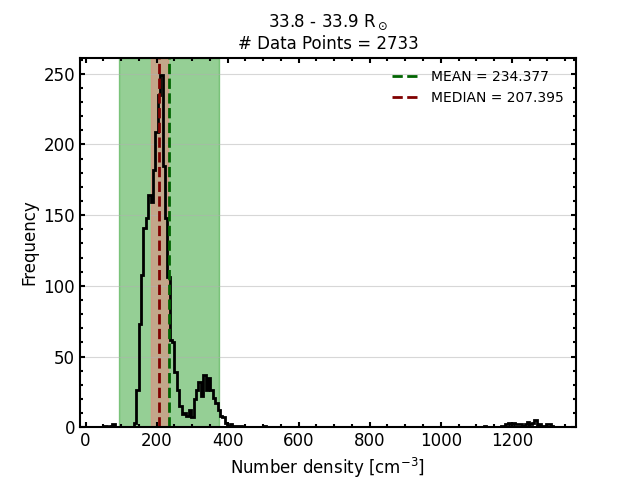 33.8 - 33.9 R⊙
# Data Points = 2733
MEAN = 234.377
MEDIAN = 207.395
250
200
150
100
50
0
Frequency
0 200 400 600 800 1000 1200
Number density [cm⁻³]